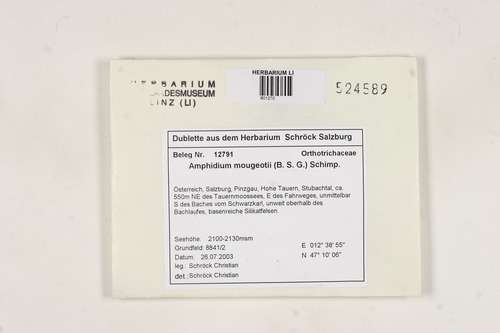 HERBARIUM LI
801273
HERBARIUM
LANDESMUSEUM
LINZ (LI)
524589
Dublette aus dem Herbarium Schröck Salzburg
Beleg Nr. 12791 Orthotrichaceae
Amphidium mougeotii (B. S. G.) Schimp.
Österreich, Salzburg, Pinzgau, Hohe Tauern, Stubachtal, ca.
550m NE des Tauernmoossees, E des Fahrweges, unmittelbar
S des Baches vom Schwarzkarl, unweit oberhalb des
Bachlaufes, basenreiche Silikatfelsen.
Seehöhe: 2100-2130msm E 012° 38' 55"
Grundfeld: 8841/2
Datum: 26.07.2003 N 47° 10' 06"
leg.: Schröck Christian
det.: Schröck Christian